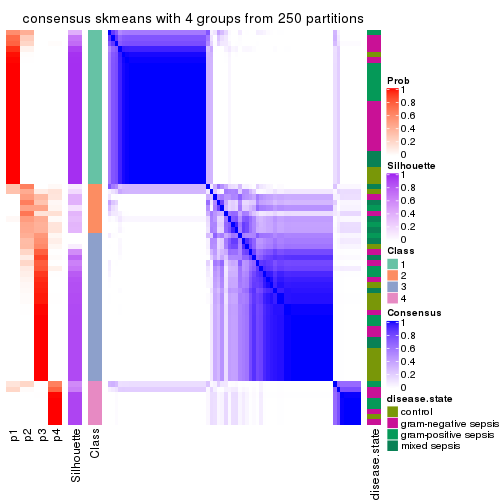 consensus skmeans with 4 groups from 250 partitions
Prob
1
0.8
0.6
0.4
0.2
0
Silhouette
1
0.8
0.6
0.4
0.2
0
Class
1
2
3
4
Consensus
1
0.8
0.6
0.4
0.2
0
disease.state
control
gram-negative sepsis
gram-positive sepsis
mixed sepsis
p1
p2
p3
p4
Silhouette
Class
disease.state